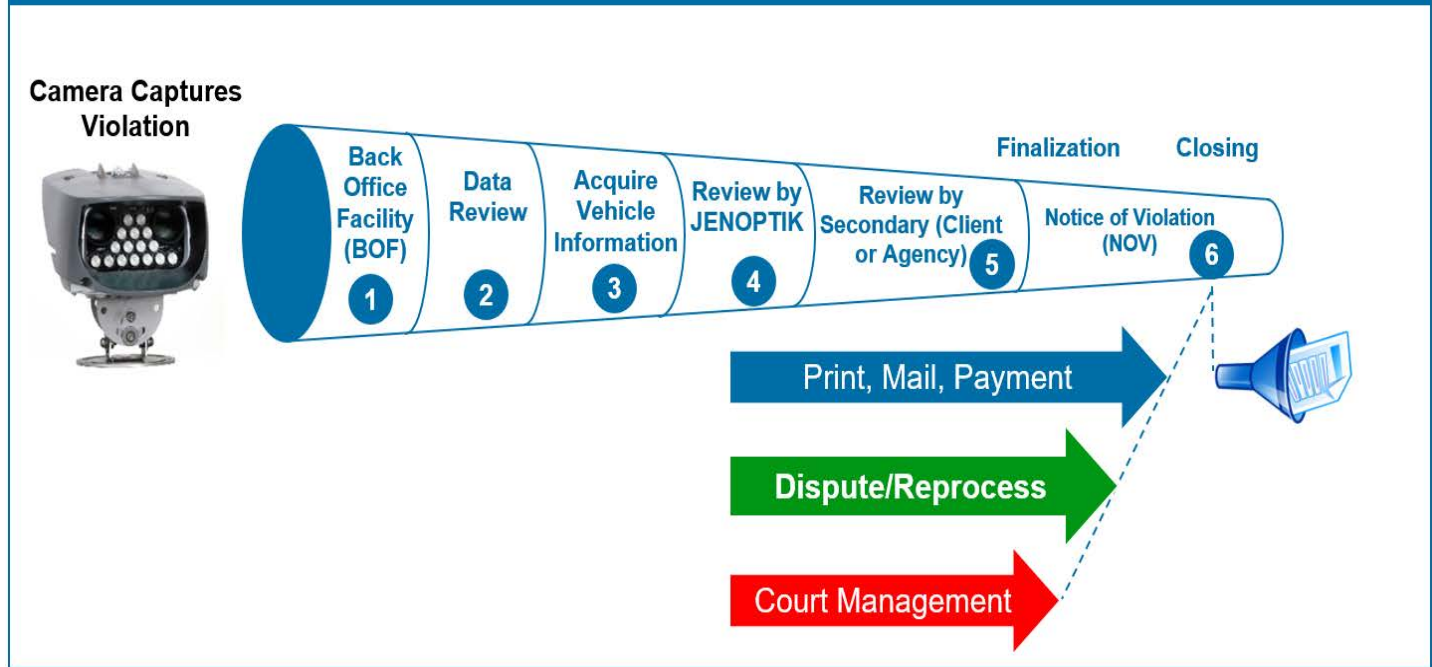 Camera Captures
Violation
Back
Office
Facility
(BOF)
1
Data
Review
2
Acquire
Vehicle
Information
3
Review by
JENOPTIK
4
Review by
Secondary (Client
or Agency)
5
Finalization
Closing
Notice of Violation
(NOV)
6
Print, Mail, Payment
Dispute/Reprocess
Court Management